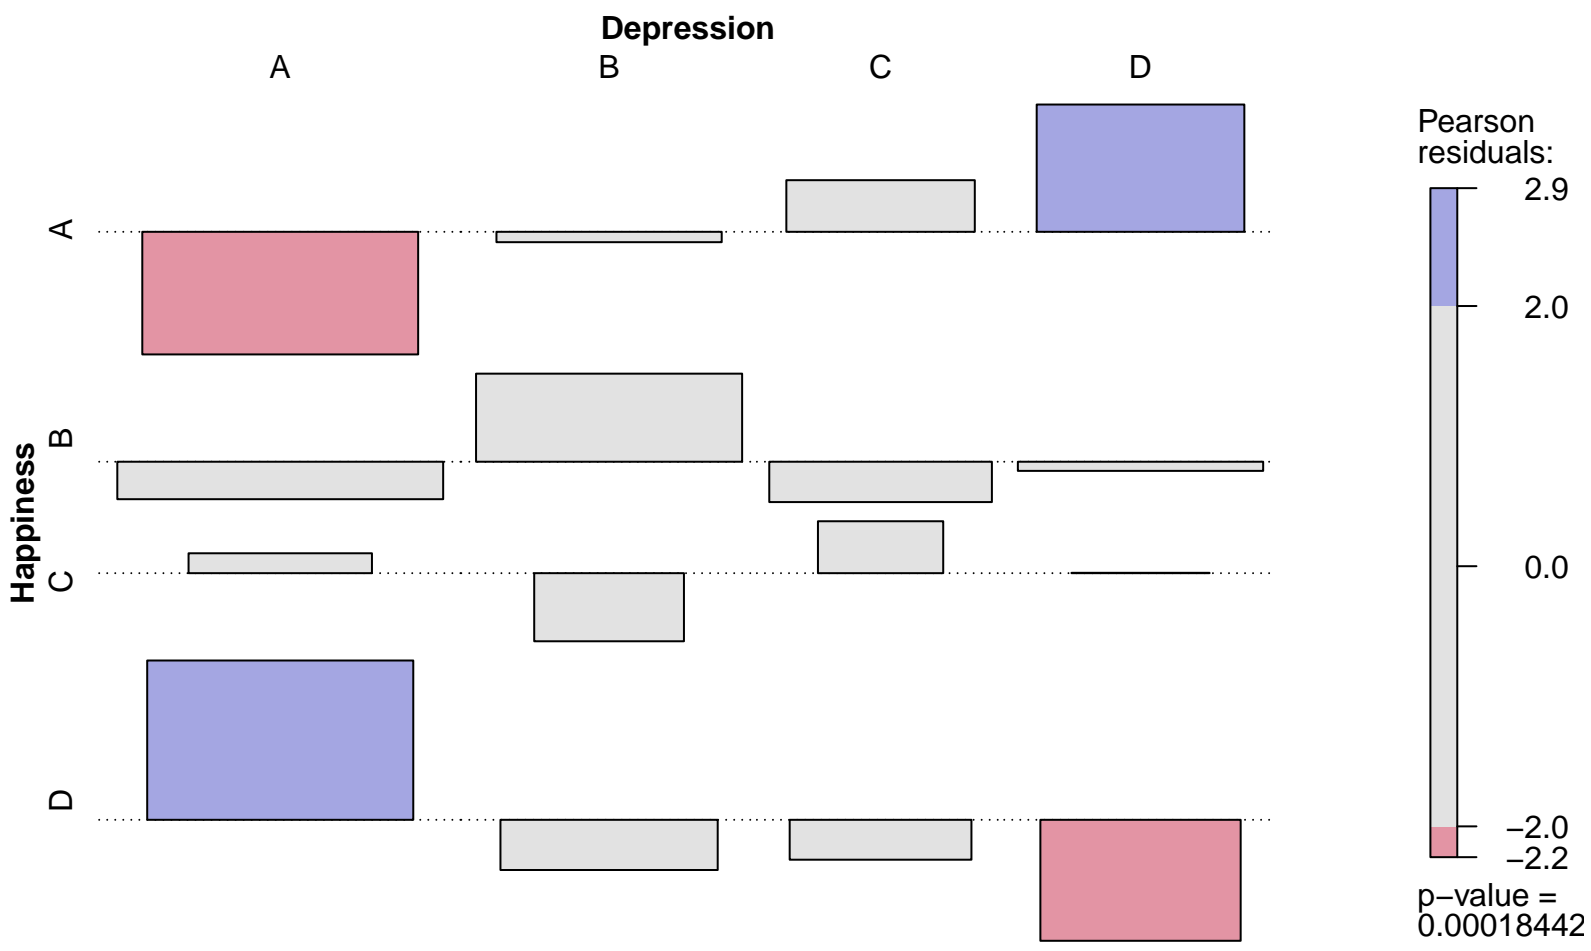 Depression
A B C D
Happiness
A
B
C
D
Pearson
residuals:
2.9
2.0
0.0
−2.0
−2.2
p−value =
0.00018442